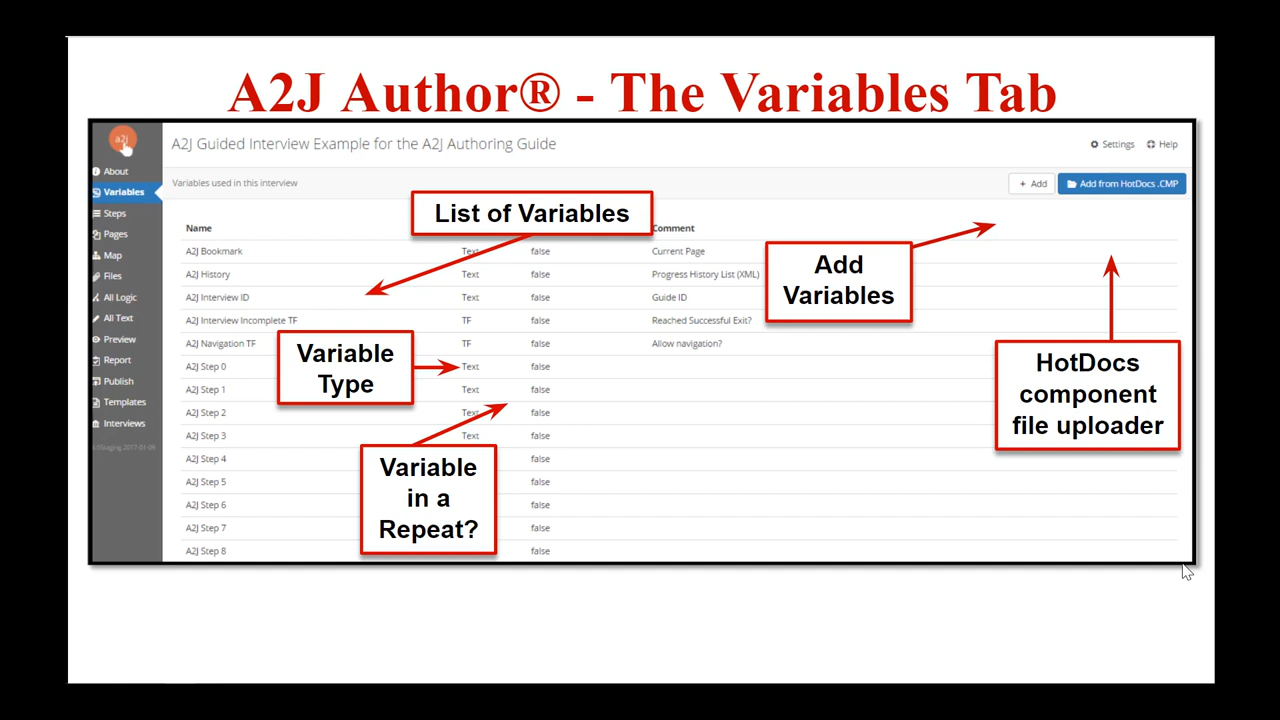 A2J Author® - The Variables Tab
a2j
A2J Guided Interview Example for the A2J Authoring Guide
Settings
Help
About
Variables
Steps
Pages
Map
Files
All Logic
All Text
Preview
Report
Publish
Templates
Interviews
Variables used in this interview
+ Add
Add from HotDocs .CMP
List of Variables
Name
Comment
A2J Bookmark Text false Current Page
A2J History Text false Progress History List (XML)
A2J Interview ID Text false Guide ID
A2J Interview Incomplete TF TF false Reached Successful Exit?
A2J Navigation TF TF false Allow navigation?
A2J Step 0 Text false
A2J Step 1 Text false
A2J Step 2 Text false
A2J Step 3 Text false
A2J Step 4 false
A2J Step 5 false
A2J Step 6 false
A2J Step 7 false
A2J Step 8 false
Add
Variables
Variable
Type
HotDocs
component
file uploader
Variable
in a
Repeat?